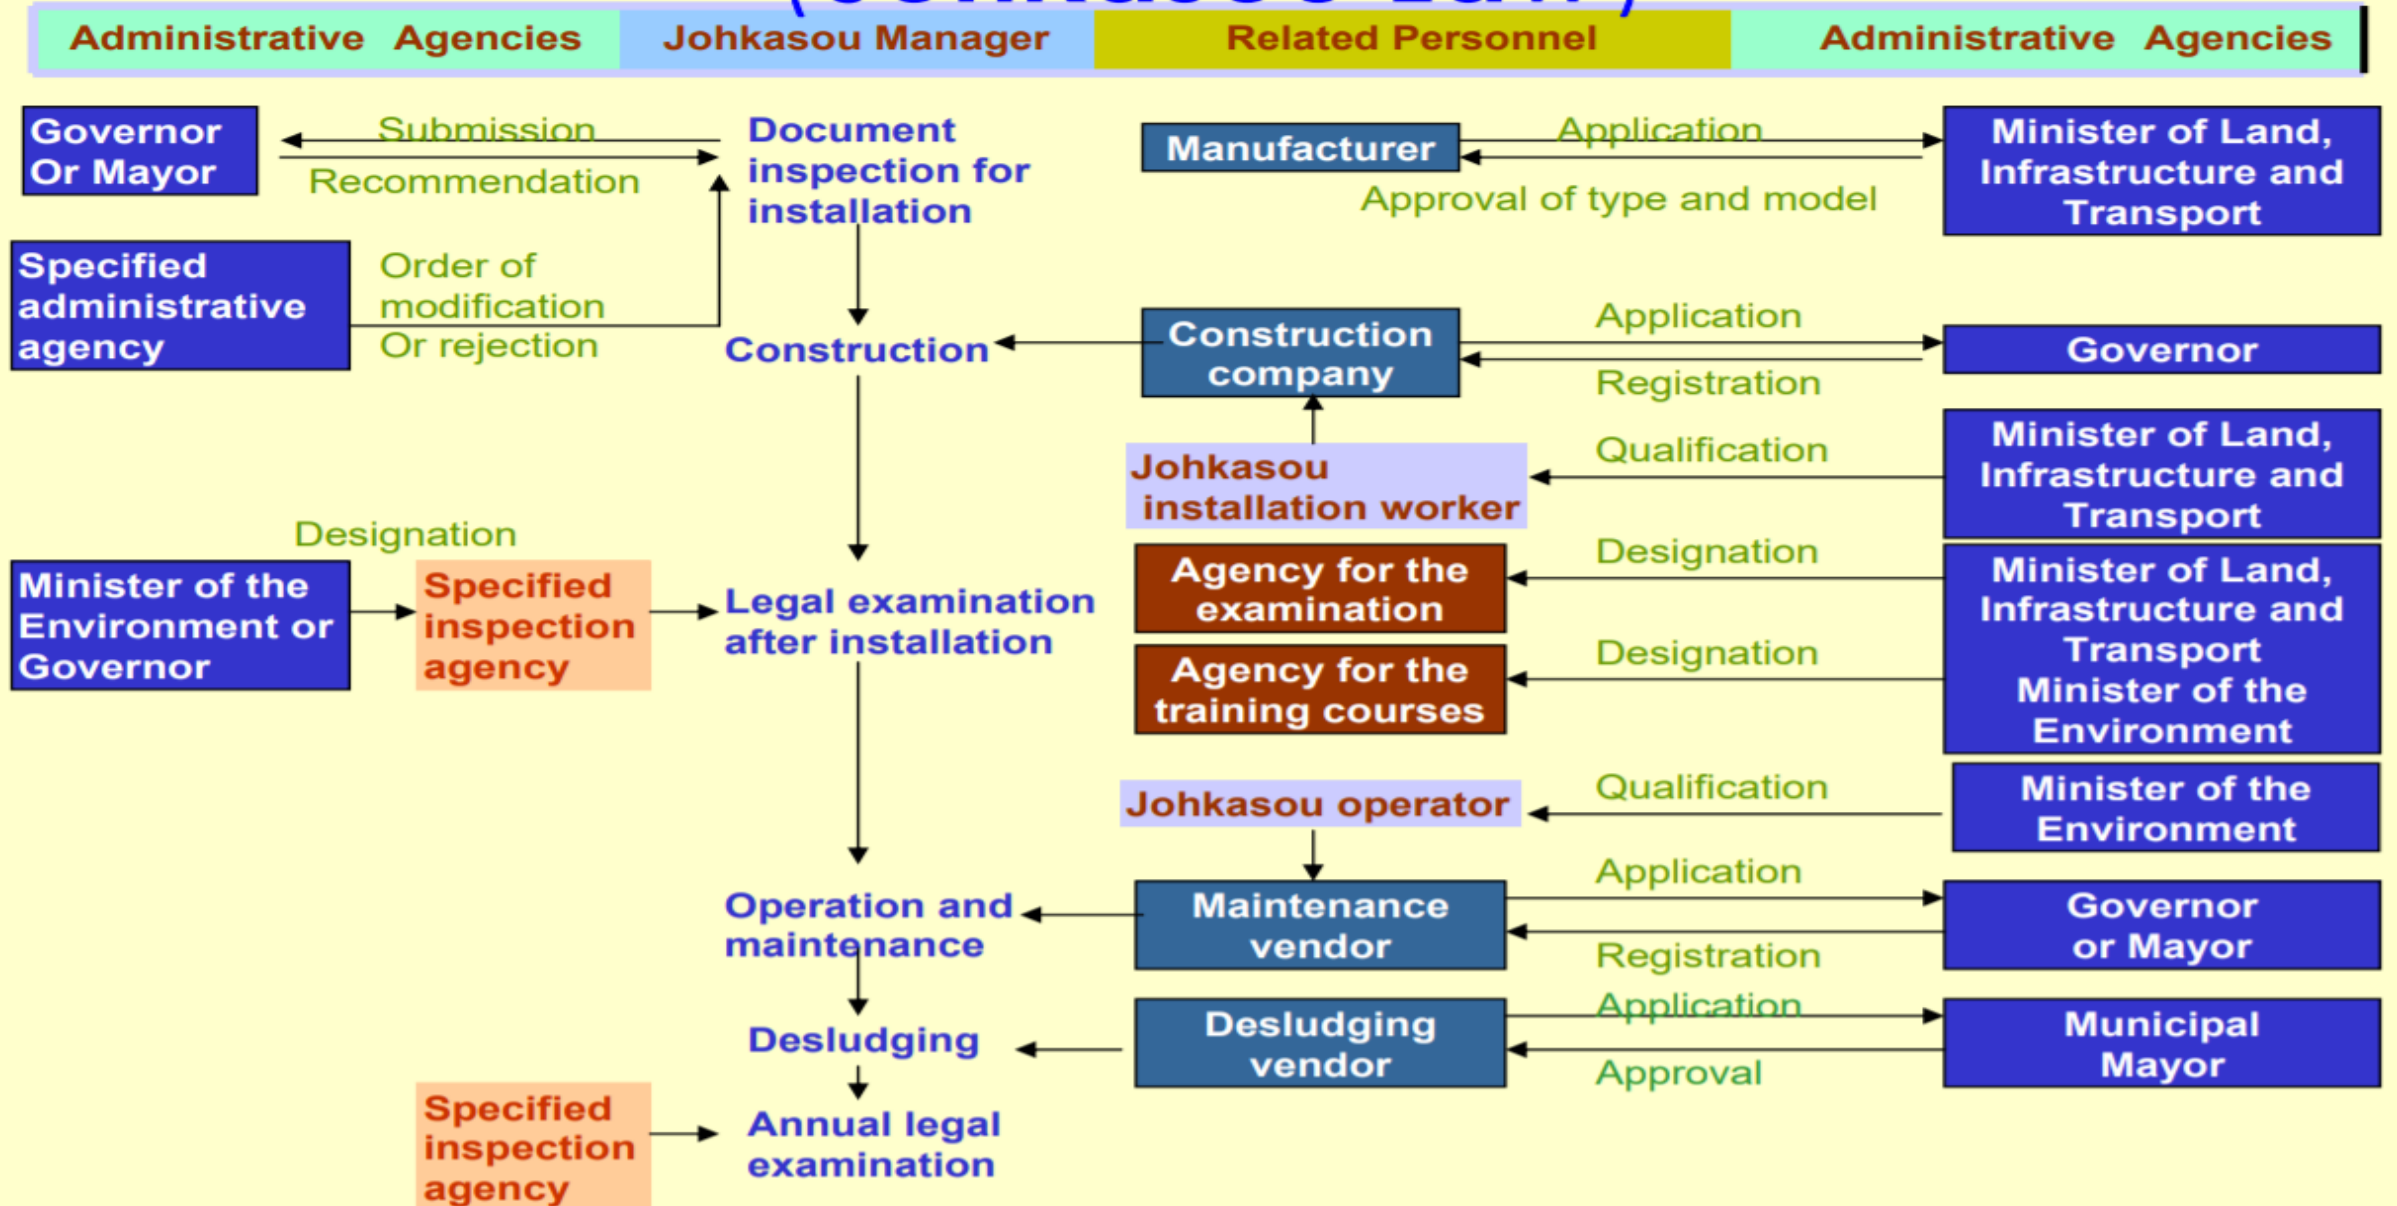 Administrative Agencies
Johkasou Manager
Related Personnel
Administrative Agencies
Governor
Or Mayor
Submission
Recommendation
Document
inspection for
installation
Manufacturer
Application
Approval of type and model
Minister of Land,
Infrastructure and
Transport
Specified
administrative
agency
Order of
modification
Or rejection
Construction
Construction
company
Application
Registration
Governor
Johkasou
installation worker
Qualification
Minister of Land,
Infrastructure and
Transport
Designation
Minister of the
Environment or
Governor
Specified
inspection
agency
Legal examination
after installation
Agency for the
examination
Designation
Agency for the
training courses
Designation
Minister of Land,
Infrastructure and
Transport
Minister of the
Environment
Johkasou operator
Qualification
Minister of the
Environment
Operation and
maintenance
Maintenance
vendor
Application
Registration
Governor
or Mayor
Desludging
Desludging
vendor
Application
Approval
Municipal
Mayor
Specified
inspection
agency
Annual legal
examination